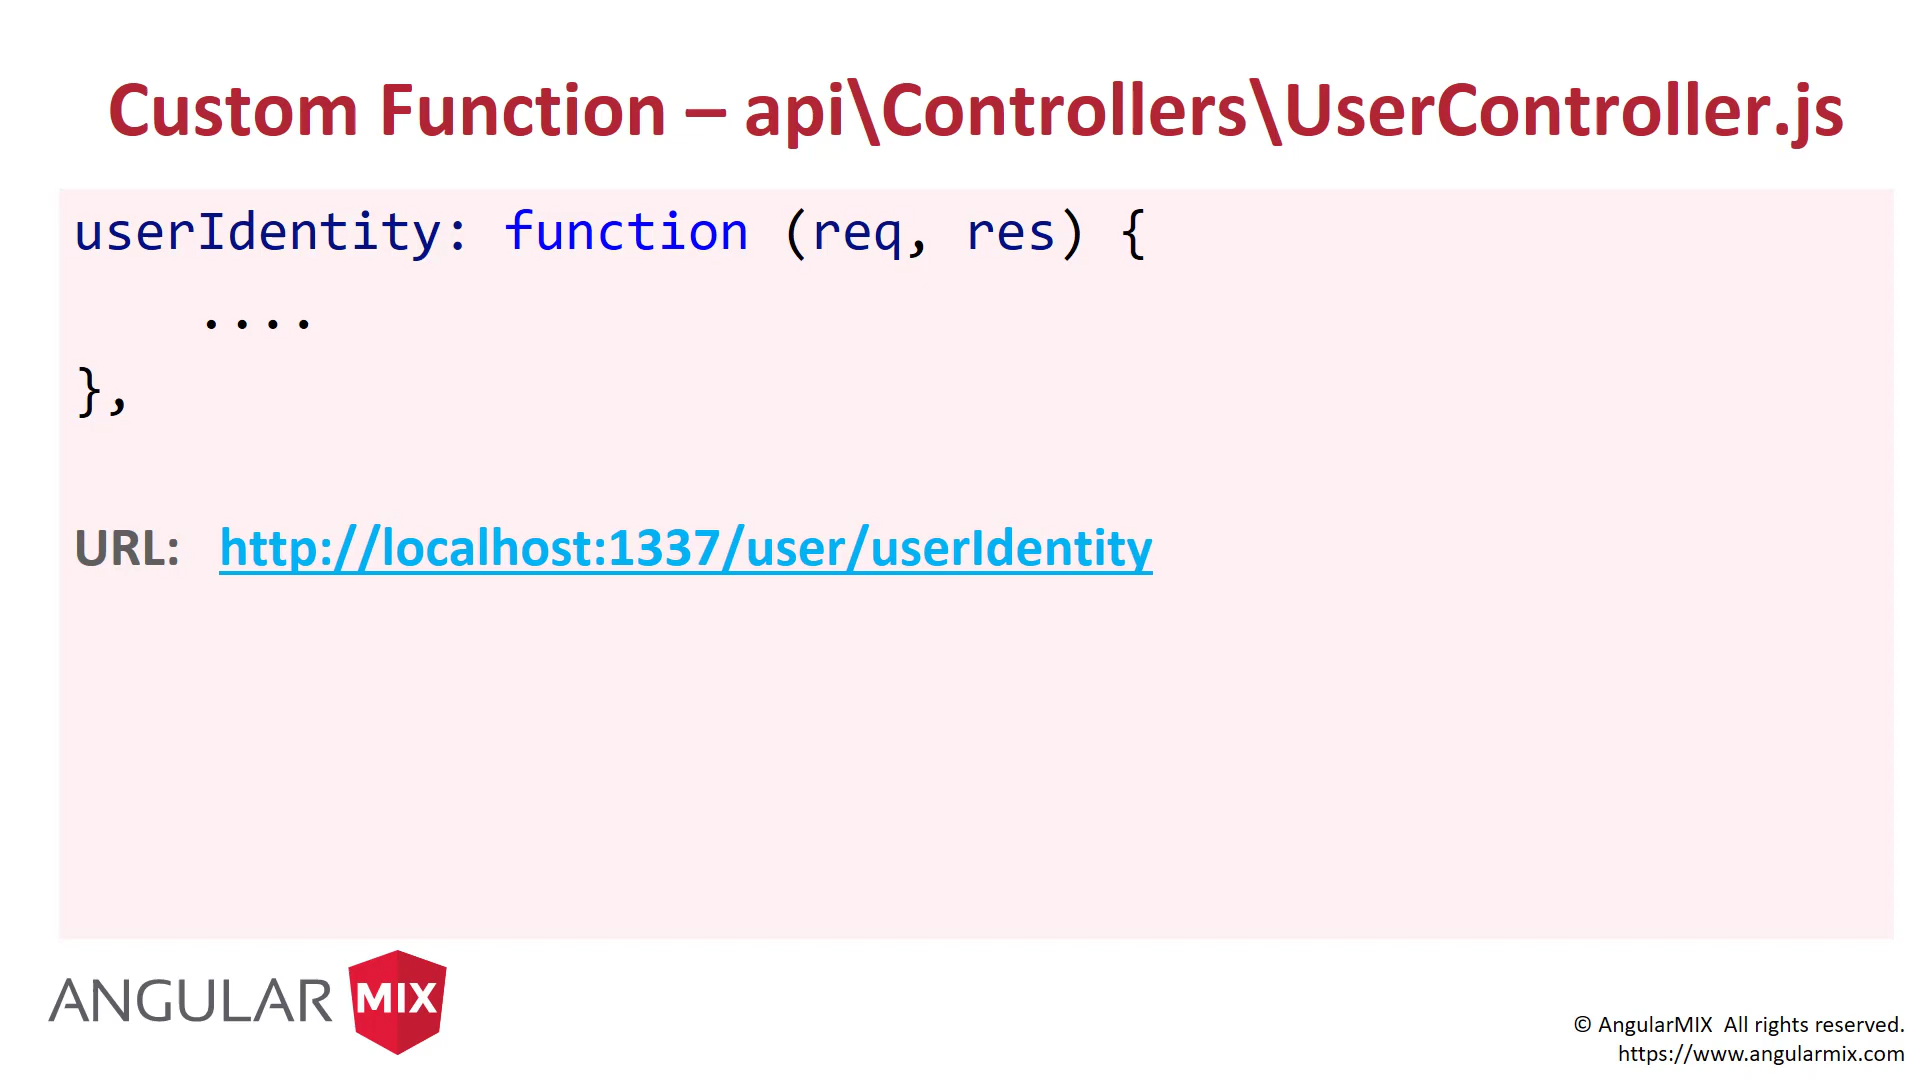 Custom Function – api\Controllers\UserController.js
userIdentity: function (req, res) {
....
},
URL: http://localhost:1337/user/userIdentity
ANGULAR MIX
© AngularMIX All rights reserved.
https://www.angularmix.com